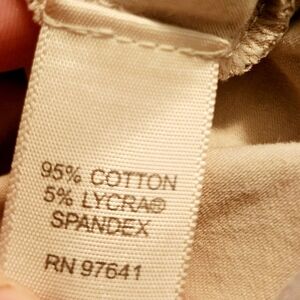 95% COTTON
5% LYCRA®
SPANDEX
RN 97641